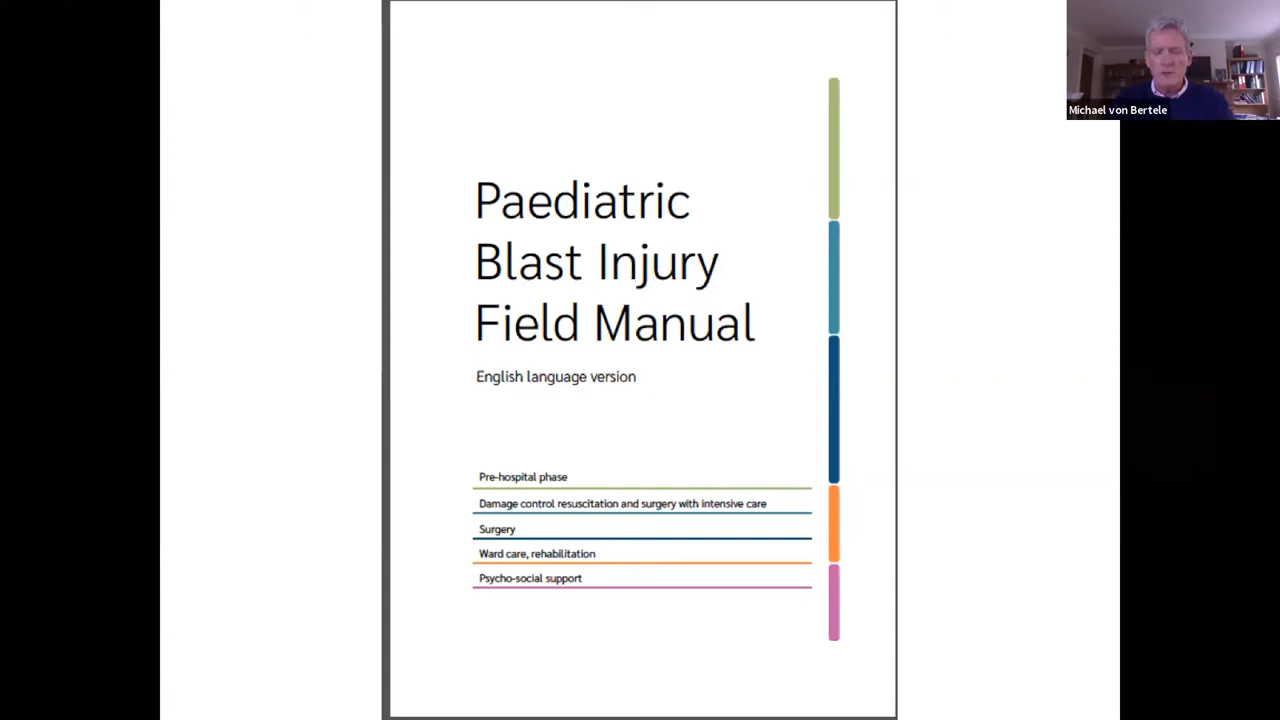 Paediatric
Blast Injury
Field Manual
English language version
Pre-hospital phase
Damage control resuscitation and surgery with intensive care
Surgery
Ward care, rehabilitation
Psycho-social support
Michael von Bertele